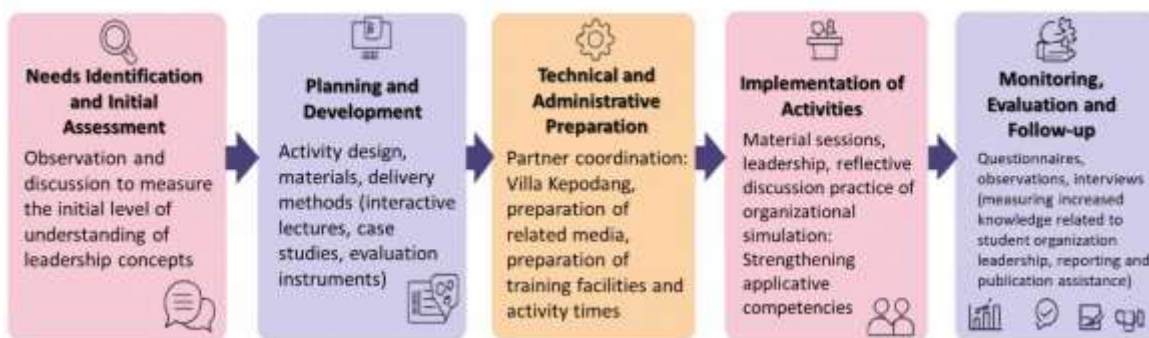 Needs Identification
and Initial
Assessment
Observation and
discussion to measure
the initial level of
understanding of
leadership concepts
Planning and
Development
Activity design,
materials, delivery
methods (interactive
lectures, case
studies, evaluation
instruments)
Technical and
Administrative
Preparation
Partner coordination:
Villa Kepodang,
preparation of
related media,
preparation of
training facilities and
activity times
Implementation of
Activities
Material sessions,
leadership, reflective
discussion practice of
organizational
simulation:
Strengthening
applicative
competencies
Monitoring,
Evaluation and
Follow-up
Questionnaires,
observations, interviews
(measuring increased
knowledge related to
student organization
leadership, reporting and
publication assistance)